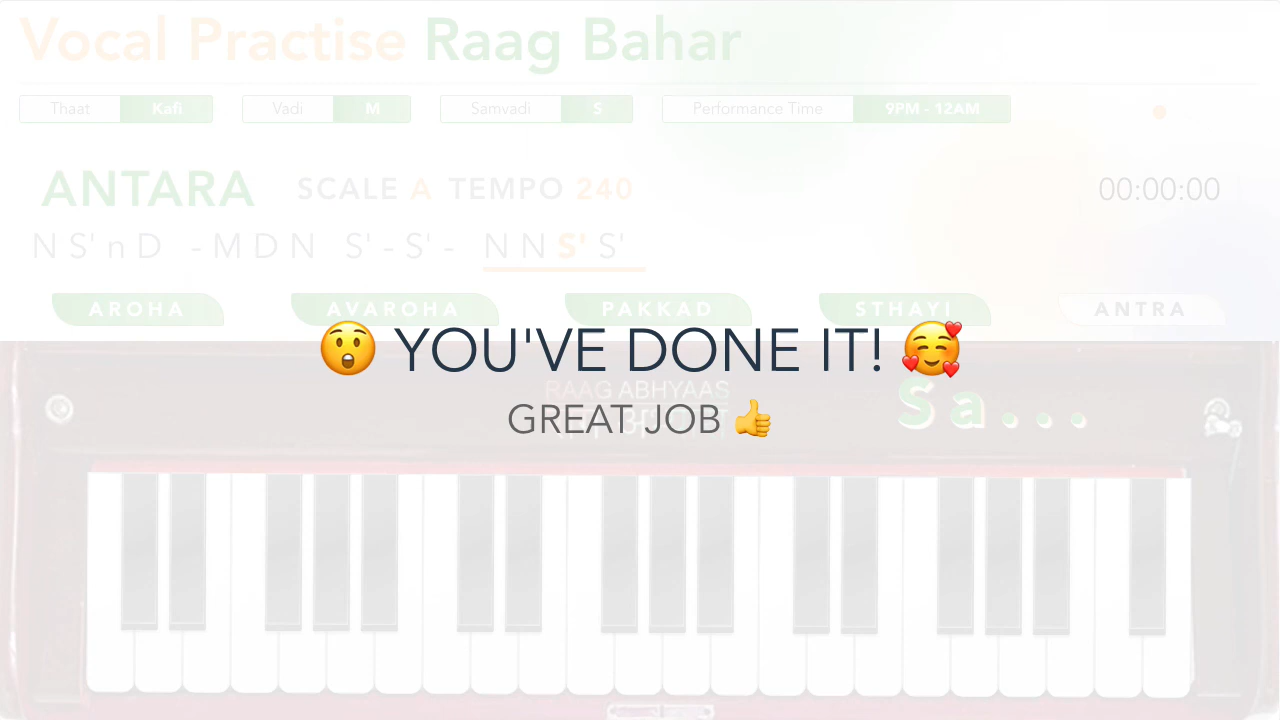 Vocal Practise Raag Bahar
Thaat Kafi Vadi M Samvadi S Performance Time 9PM - 12AM
ANTARA SCALE A TEMPO 240 00:00:00
N S' n D - M D N S' - S' - N N S' S'
AROHA AVAROHA PAKKAD STHAYI ANTRA
😲 YOU'VE DONE IT! 🥰
RAAG ABHYAAS
GREAT JOB 👍
Sa...